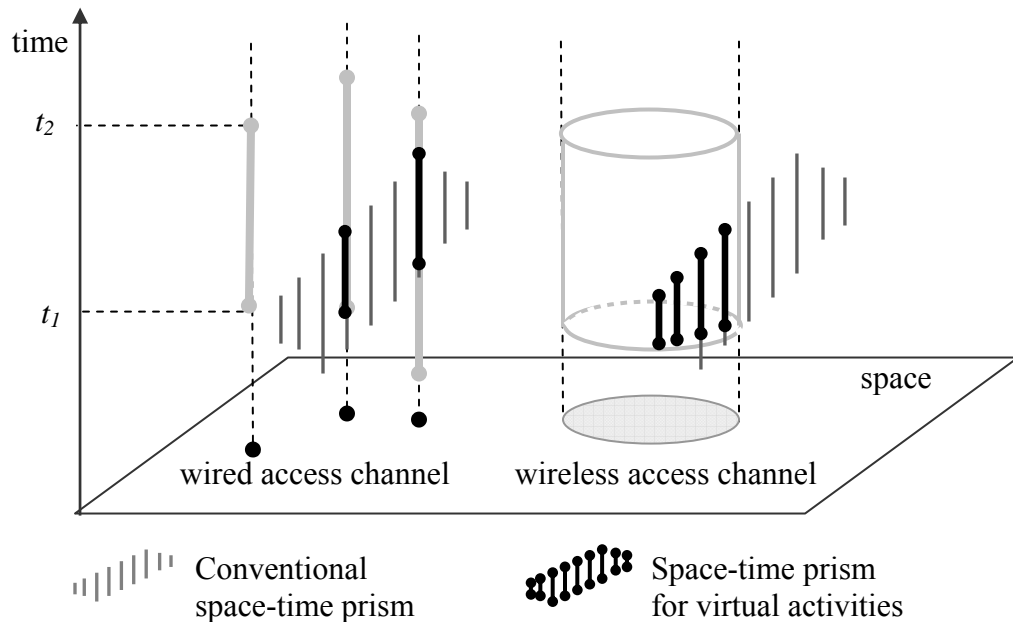 time
t2
t1
space
wired access channel
wireless access channel
Conventional
space-time prism
Space-time prism
for virtual activities